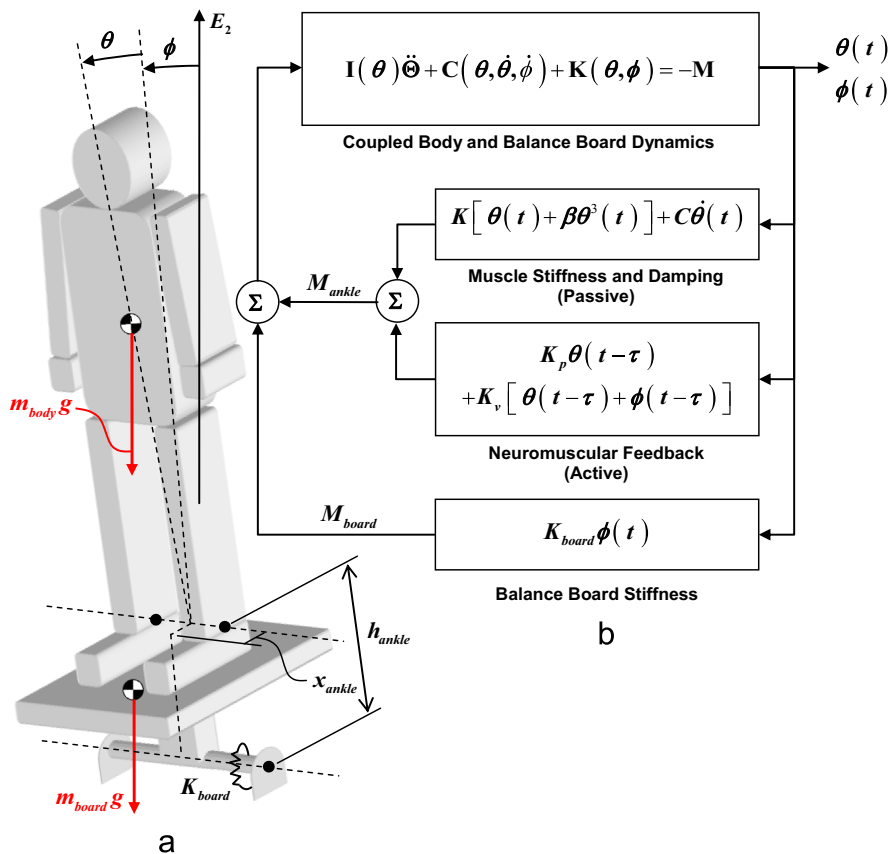 θ
ϕ
E₂
m_body g
h_ankle
x_ankle
K_board
m_board g
a
I(θ)Θ̈ + C(θ,θ̇,ϕ̇) + K(θ,ϕ) = −M
Coupled Body and Balance Board Dynamics
θ(t)
ϕ(t)
K[θ(t) + βθ³(t)] + Cθ̇(t)
Muscle Stiffness and Damping
(Passive)
M_ankle
Σ
Σ
K_p θ(t−τ)
+K_v[θ(t−τ) + ϕ(t−τ)]
Neuromuscular Feedback
(Active)
M_board
K_board ϕ(t)
Balance Board Stiffness
b